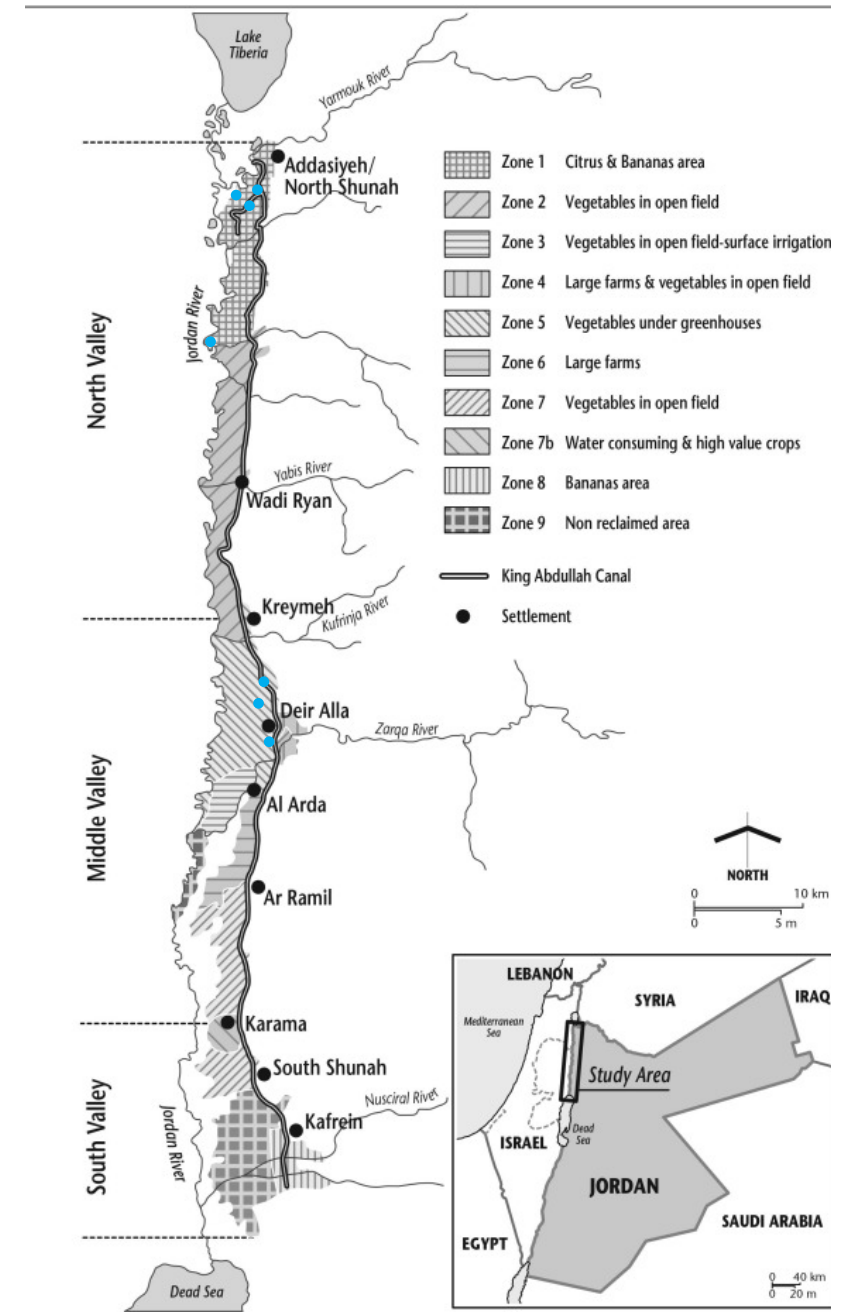 Lake
Tiberia
Yarmouk River
Addasiyeh/
North Shunah
Zone 1 Citrus & Bananas area
Zone 2 Vegetables in open field
Zone 3 Vegetables in open field-surface irrigation
Zone 4 Large farms & vegetables in open field
Zone 5 Vegetables under greenhouses
Zone 6 Large farms
Zone 7 Vegetables in open field
Zone 7b Water consuming & high value crops
Zone 8 Bananas area
Zone 9 Non reclaimed area
King Abdullah Canal
Settlement
North Valley
Jordan River
Yabis River
Wadi Ryan
Kreymeh
Kufrinja River
Middle Valley
Deir Alla
Zarqa River
Al Arda
Ar Ramil
NORTH
0 10 km
0 5 m
South Valley
Karama
South Shunah
Jordan River
Nusciral River
Kafrein
Dead Sea
LEBANON
SYRIA
IRAQ
Mediterranean
Sea
Study Area
ISRAEL
Dead
Sea
JORDAN
SAUDI ARABIA
EGYPT
0 40 km
0 20 m